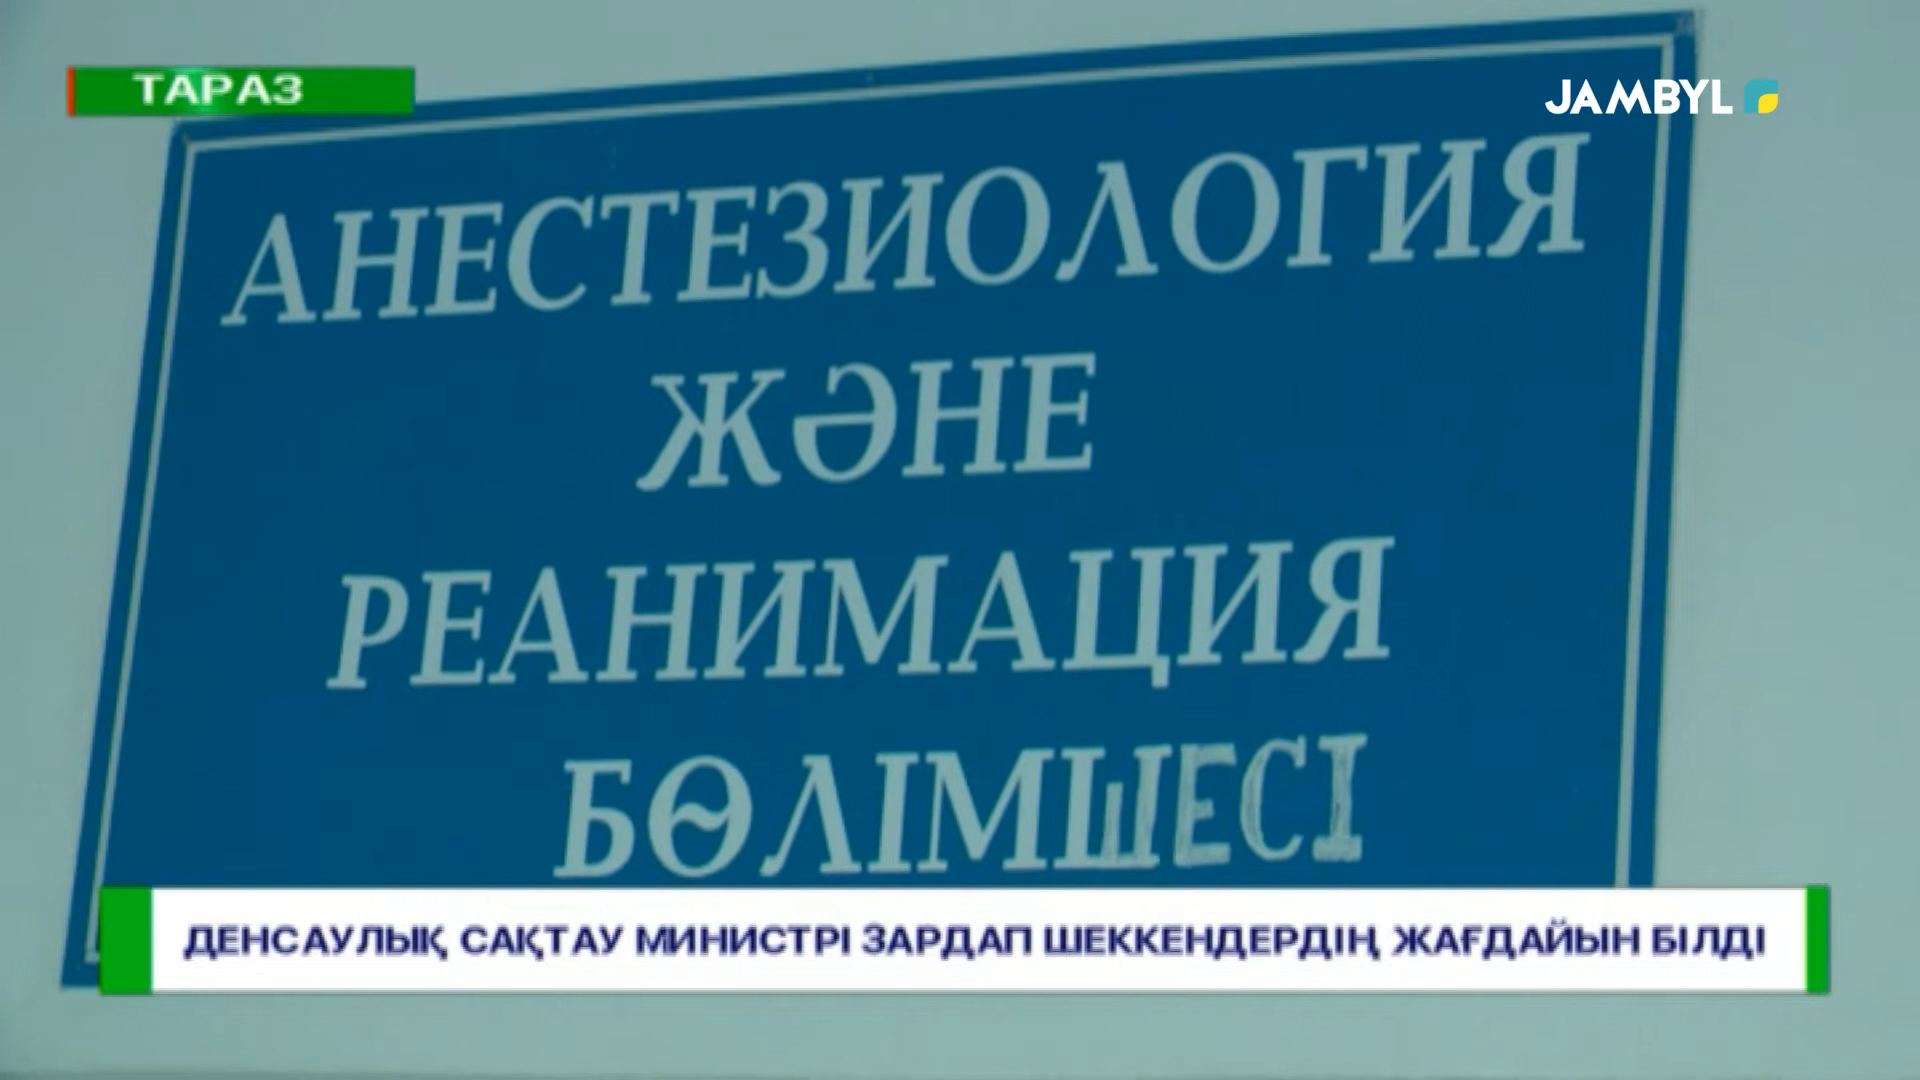 ТАРАЗ
JAMBYL
АНЕСТЕЗИОЛОГИЯ
ЖӘНЕ
РЕАНИМАЦИЯ
БӨЛІМШЕСІ
ДЕНСАУЛЫҚ САҚТАУ МИНИСТРІ ЗАРДАП ШЕККЕНДЕРДІҢ ЖАҒДАЙЫН БІЛДІ